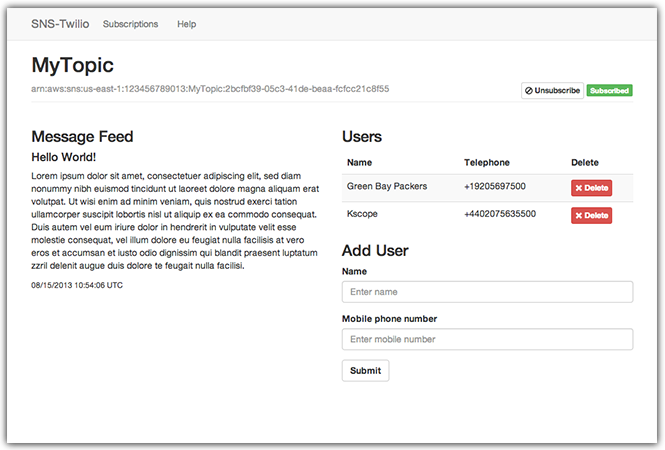 SNS-Twilio Subscriptions Help
MyTopic
arn:aws:sns:us-east-1:123456789013:MyTopic:2bcfbf39-05c3-41de-beaa-fcfcc21c8f55
Unsubscribe Subscribed
Message Feed
Hello World!
Lorem ipsum dolor sit amet, consectetuer adipiscing elit, sed diam
nonummy nibh euismod tincidunt ut laoreet dolore magna aliquam erat
volutpat. Ut wisi enim ad minim veniam, quis nostrud exerci tation
ullamcorper suscipit lobortis nisl ut aliquip ex ea commodo consequat.
Duis autem vel eum iriure dolor in hendrerit in vulputate velit esse
molestie consequat, vel illum dolore eu feugiat nulla facilisis at vero
eros et accumsan et iusto odio dignissim qui blandit praesent luptatum
zzril delenit augue duis dolore te feugait nulla facilisi.
08/15/2013 10:54:06 UTC
Users
Name Telephone Delete
Green Bay Packers +19205697500 Delete
Kscope +4402075635500 Delete
Add User
Name
Enter name
Mobile phone number
Enter mobile number
Submit